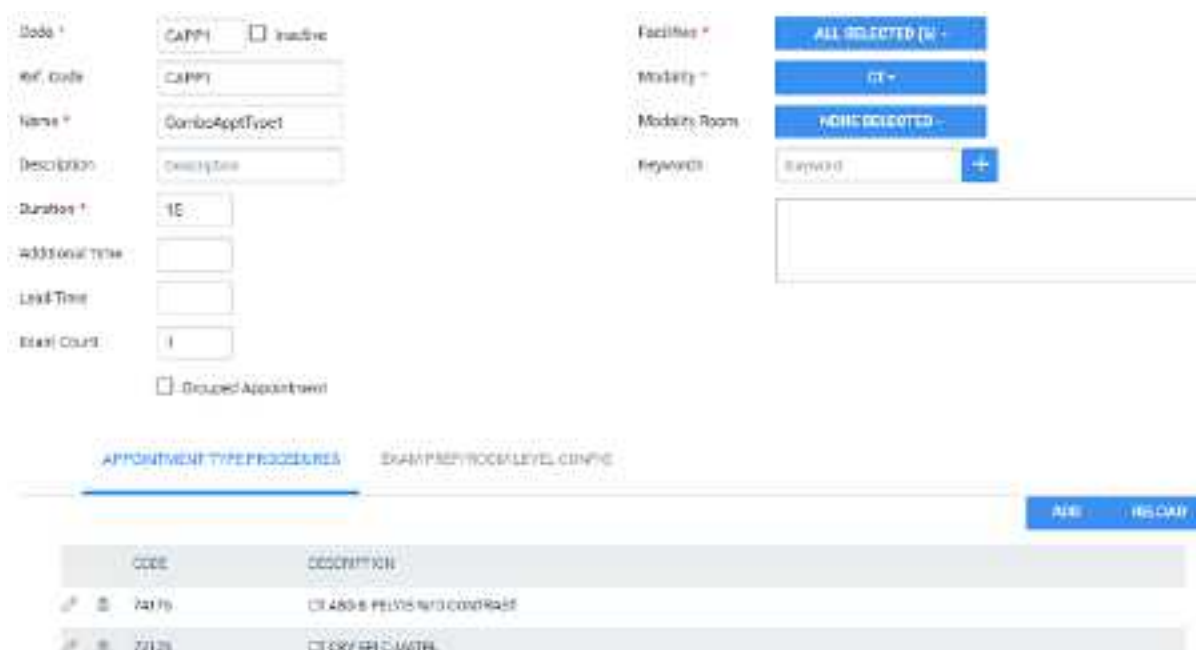 Code *
CAPP1
Inactive
Ref. Code
CAPP1
Name *
ComboApptType1
Description
Description
Duration *
15
Additional Time
Lead Time
Exam Count
1
Grouped Appointment
Facilities *
ALL SELECTED
Modality *
CT
Modality Room
NONE SELECTED
Keywords
Keyword
+
APPOINTMENT TYPE PROCEDURES
EXAM PREP/ROOM LEVEL CONFIG
ADD
RELOAD
CODE
DESCRIPTION
74176
CT ABD & PELVIS W/O CONTRAST
CT